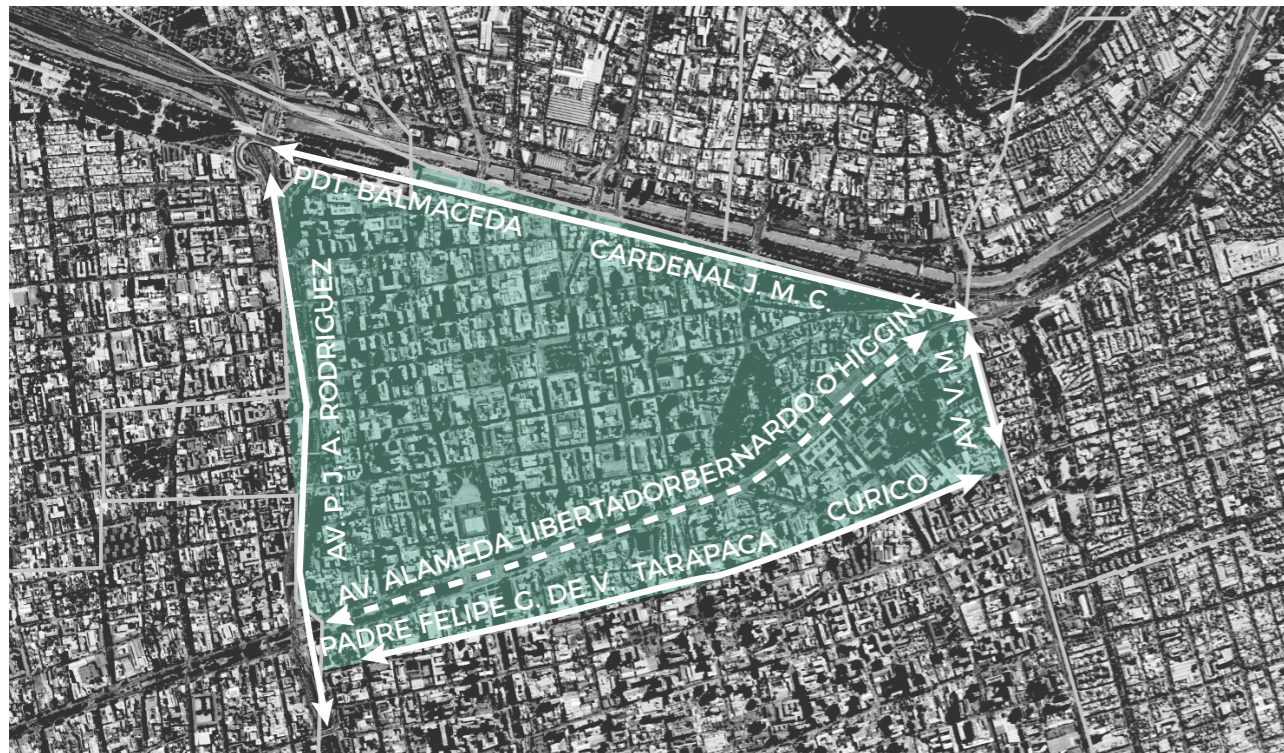 PDT. BALMACEDA
CARDENAL J. M. C.
AV. P. J. A. RODRIGUEZ
AV. V. M.
AV. ALAMEDA LIBERTADORBERNARDO O'HIGGINS
PADRE FELIPE G. DE V. TARAPACA CURICO